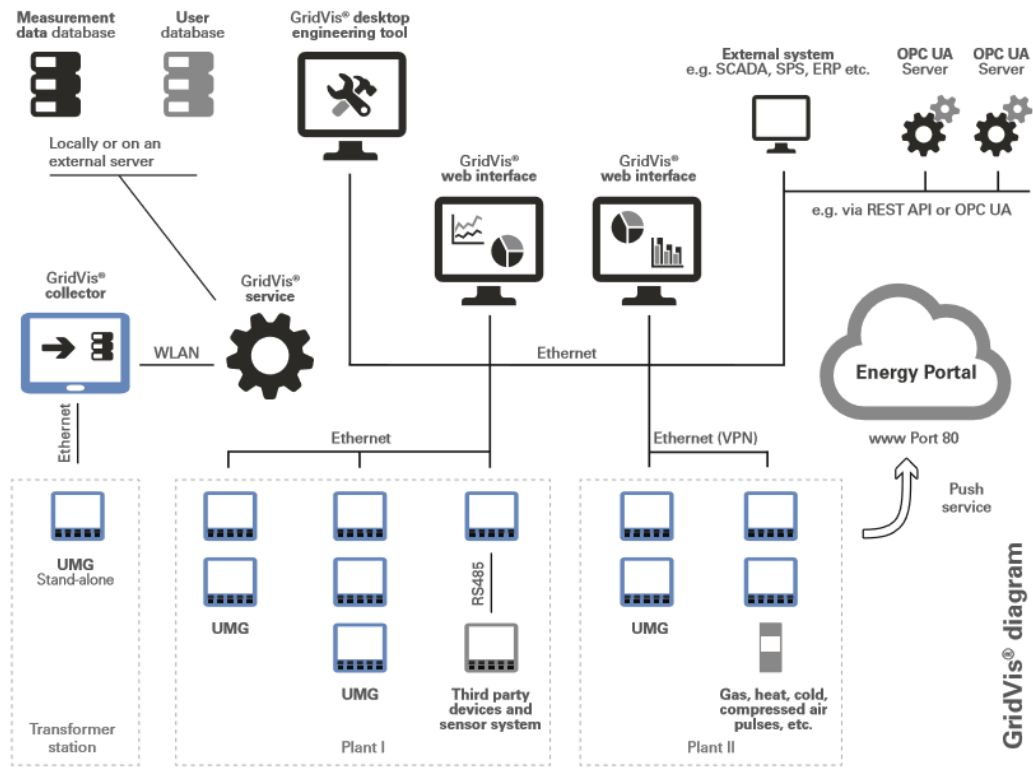 Measurement
data database
User
database
GridVis® desktop
engineering tool
External system
e.g. SCADA, SPS, ERP etc.
OPC UA
Server
OPC UA
Server
Locally or on an
external server
GridVis®
web interface
GridVis®
web interface
e.g. via REST API or OPC UA
GridVis®
collector
GridVis®
service
WLAN
Ethernet
Energy Portal
www Port 80
Ethernet
Ethernet
Ethernet (VPN)
Push
service
UMG
Stand-alone
RS485
UMG
UMG
UMG
Third party
devices and
sensor system
Gas, heat, cold,
compressed air
pulses, etc.
Transformer
station
Plant I
Plant II
GridVis® diagram